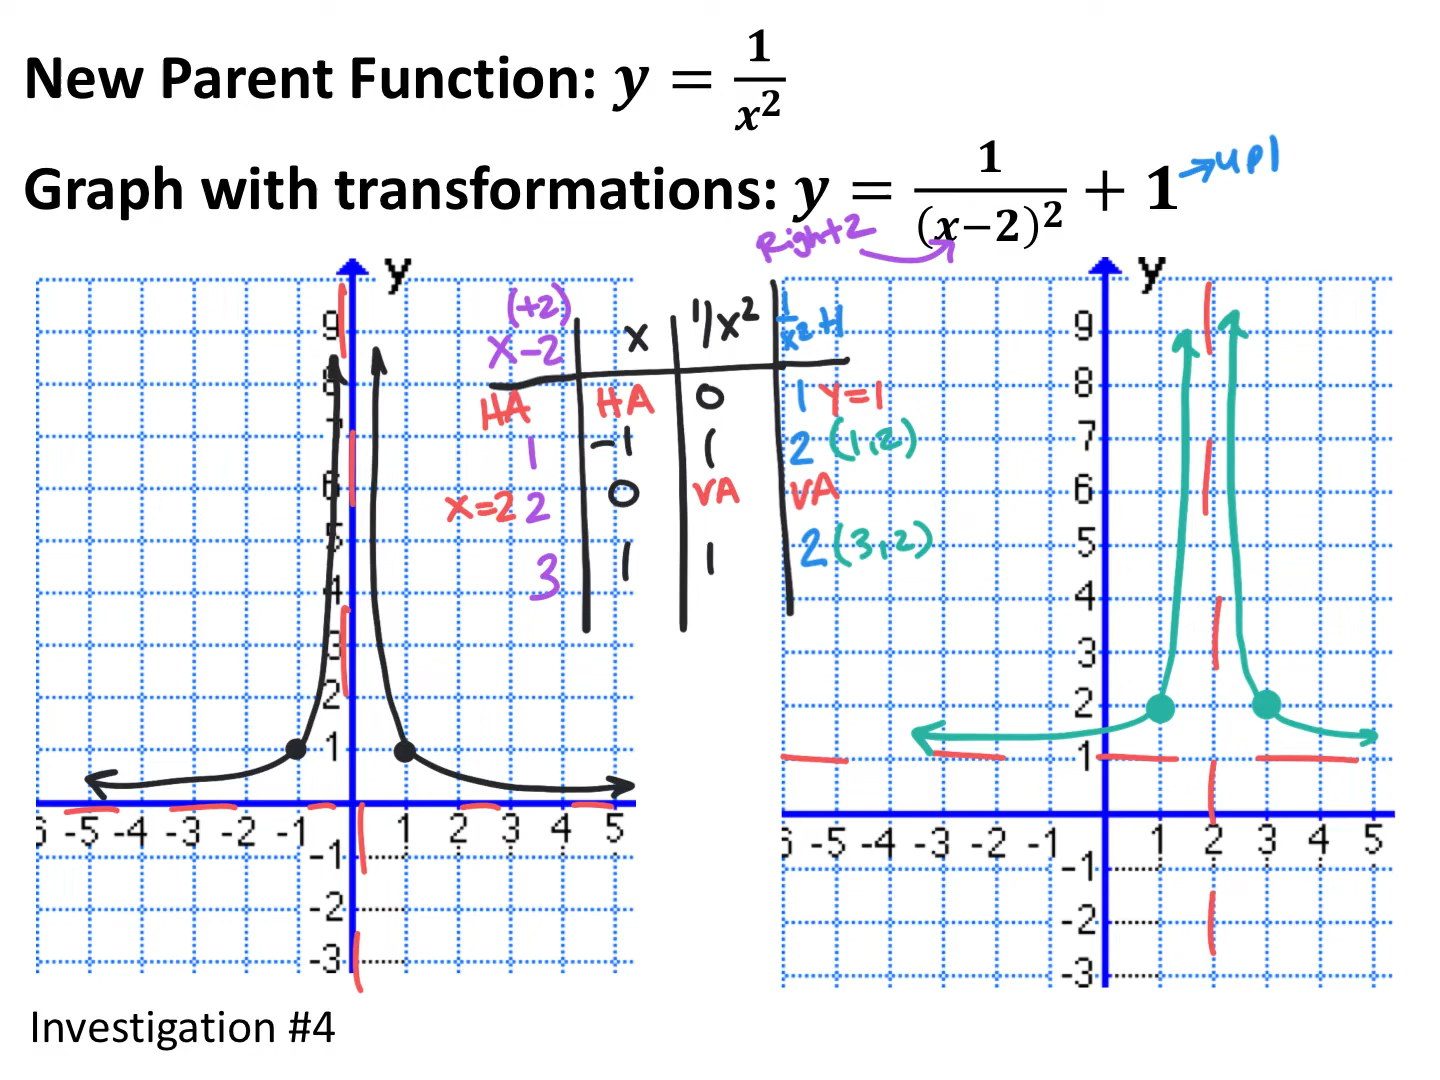 New Parent Function: y = 1/x²
Graph with transformations: y = 1/(x−2)² + 1 → up 1
Right 2
(+2)
x−2 x 1/x² 1/x² +1
HA HA 0 1 y=1
1 −1 1 2 (1,2)
x=2 2 0 VA VA
3 1 1 2 (3,2)
y
9
8
7
6
5
4
3
2
1
6 -5 -4 -3 -2 -1 1 2 3 4 5
-1
-2
-3
y
9
8
7
6
5
4
3
2
1
6 -5 -4 -3 -2 -1 1 2 3 4 5
-1
-2
-3
Investigation #4